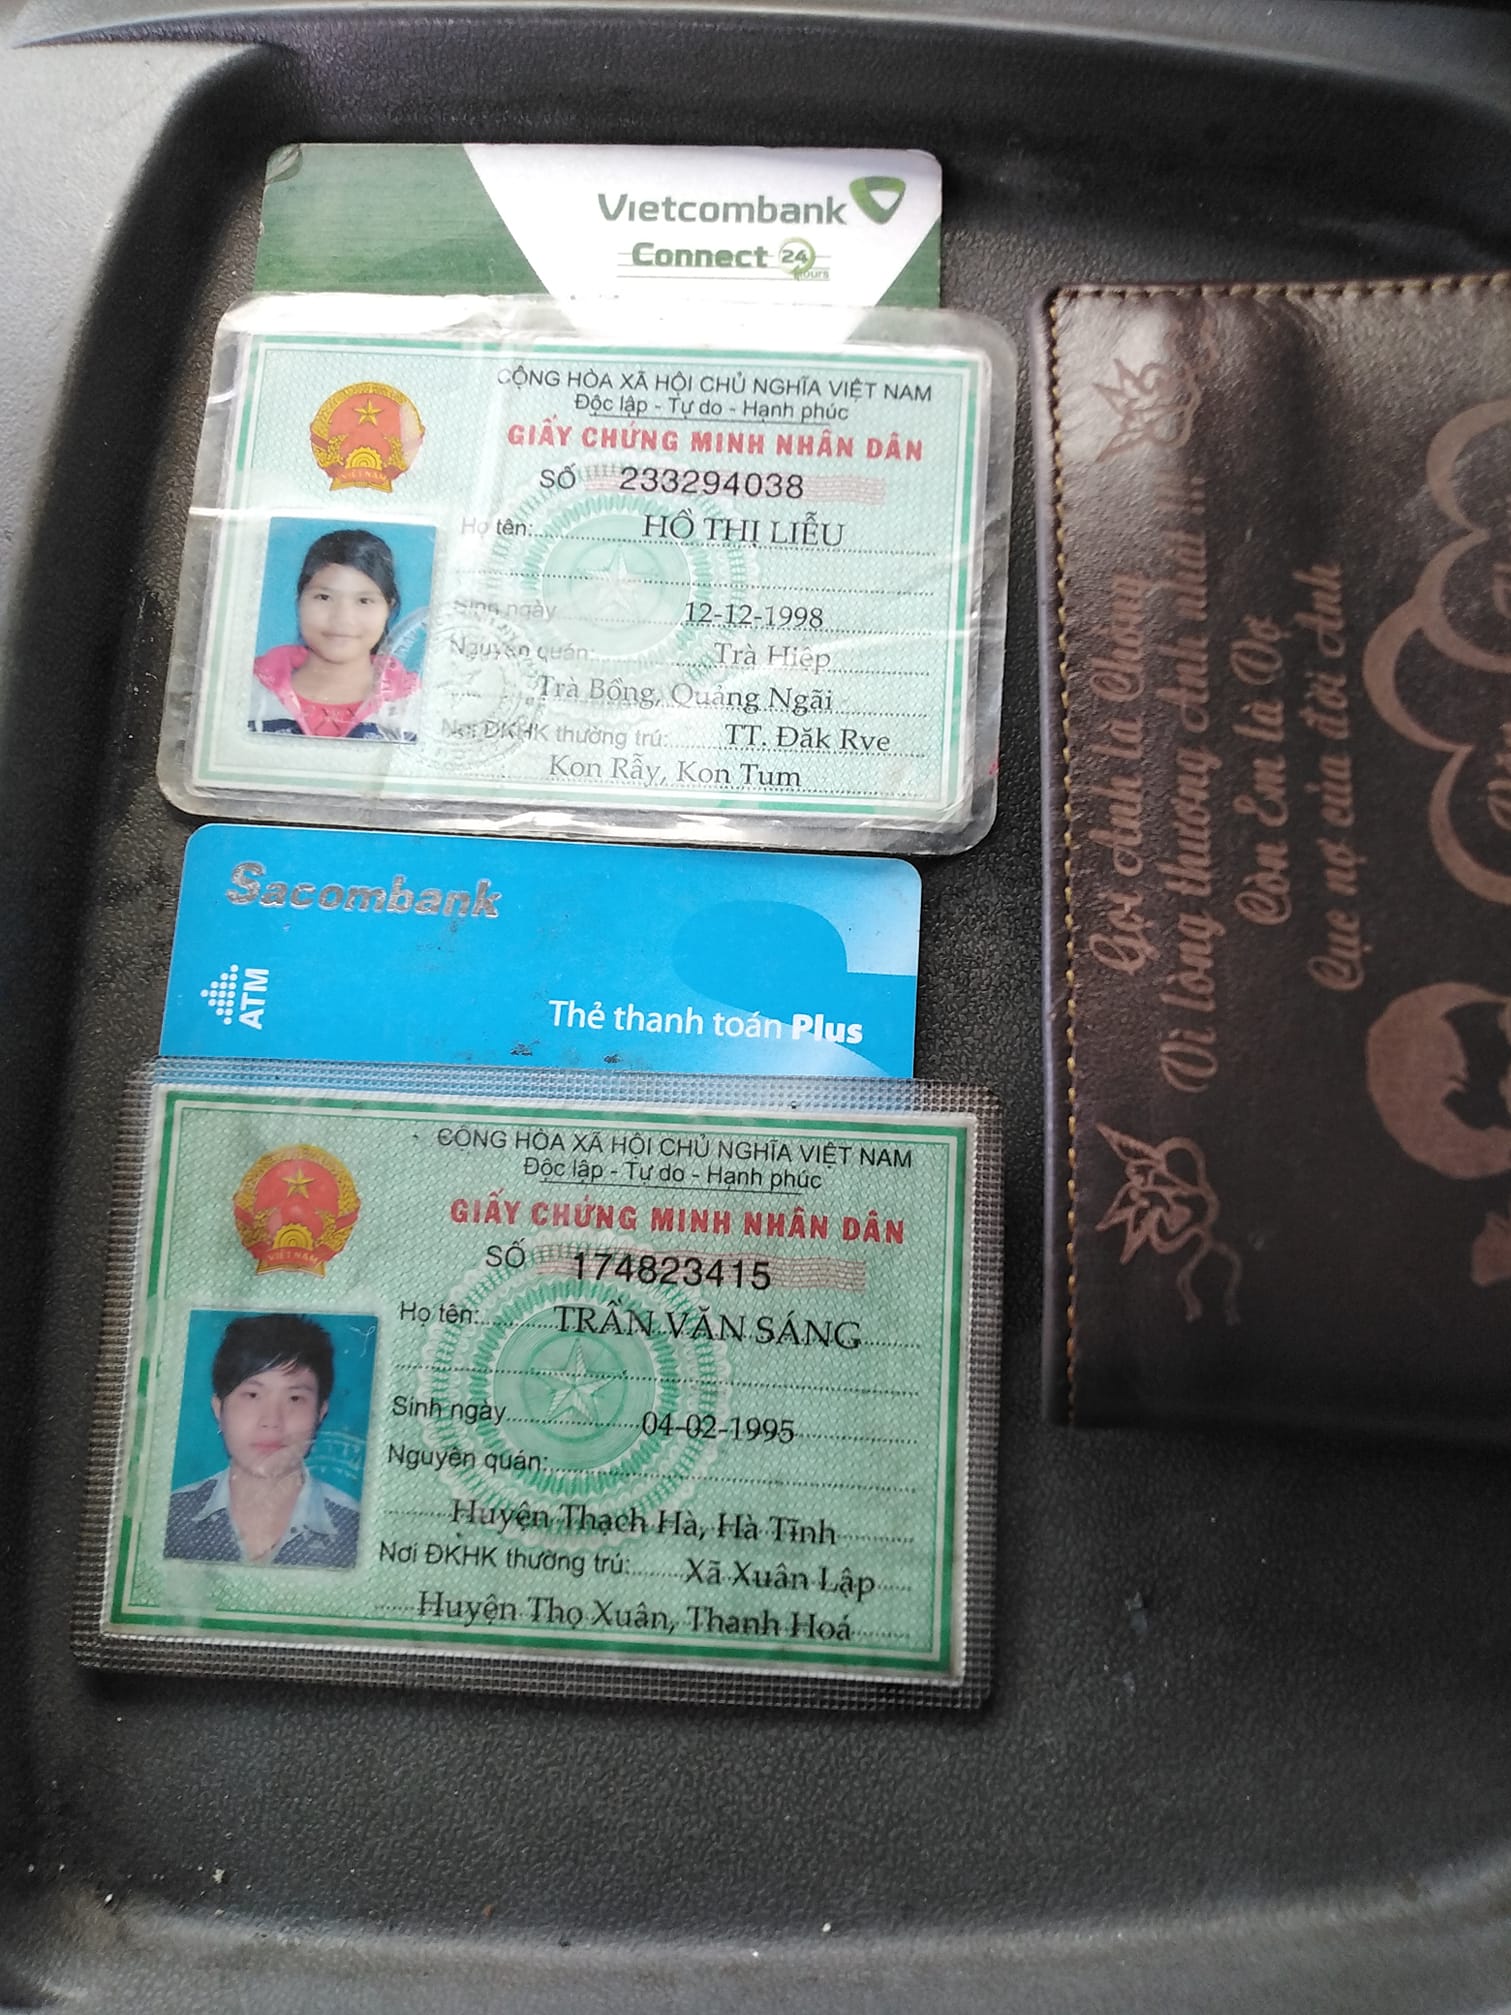 Vietcombank
Connect 24
hours
CỘNG HÒA XÃ HỘI CHỦ NGHĨA VIỆT NAM
Độc lập - Tự do - Hạnh phúc
GIẤY CHỨNG MINH NHÂN DÂN
SỐ 233294038
Họ tên: HỒ THỊ LIỄU
Sinh ngày 12-12-1998
Nguyên quán: Trà Hiệp
Trà Bồng, Quảng Ngãi
Nơi ĐKHK thường trú: TT. Đăk Rve
Kon Rẫy, Kon Tum
Sacombank
ATM
Thẻ thanh toán Plus
CỘNG HÒA XÃ HỘI CHỦ NGHĨA VIỆT NAM
Độc lập - Tự do - Hạnh phúc
GIẤY CHỨNG MINH NHÂN DÂN
VIỆT NAM
SỐ 174823415
Họ tên: TRẦN VĂN SÁNG
Sinh ngày 04-02-1995
Nguyên quán:
Huyện Thạch Hà, Hà Tĩnh
Nơi ĐKHK thường trú: Xã Xuân Lập
Huyện Thọ Xuân, Thanh Hoá
Gọi Anh là Chồng
Vì lòng thương Anh nhất
Còn Em là Vợ
Cục nợ của đời Anh